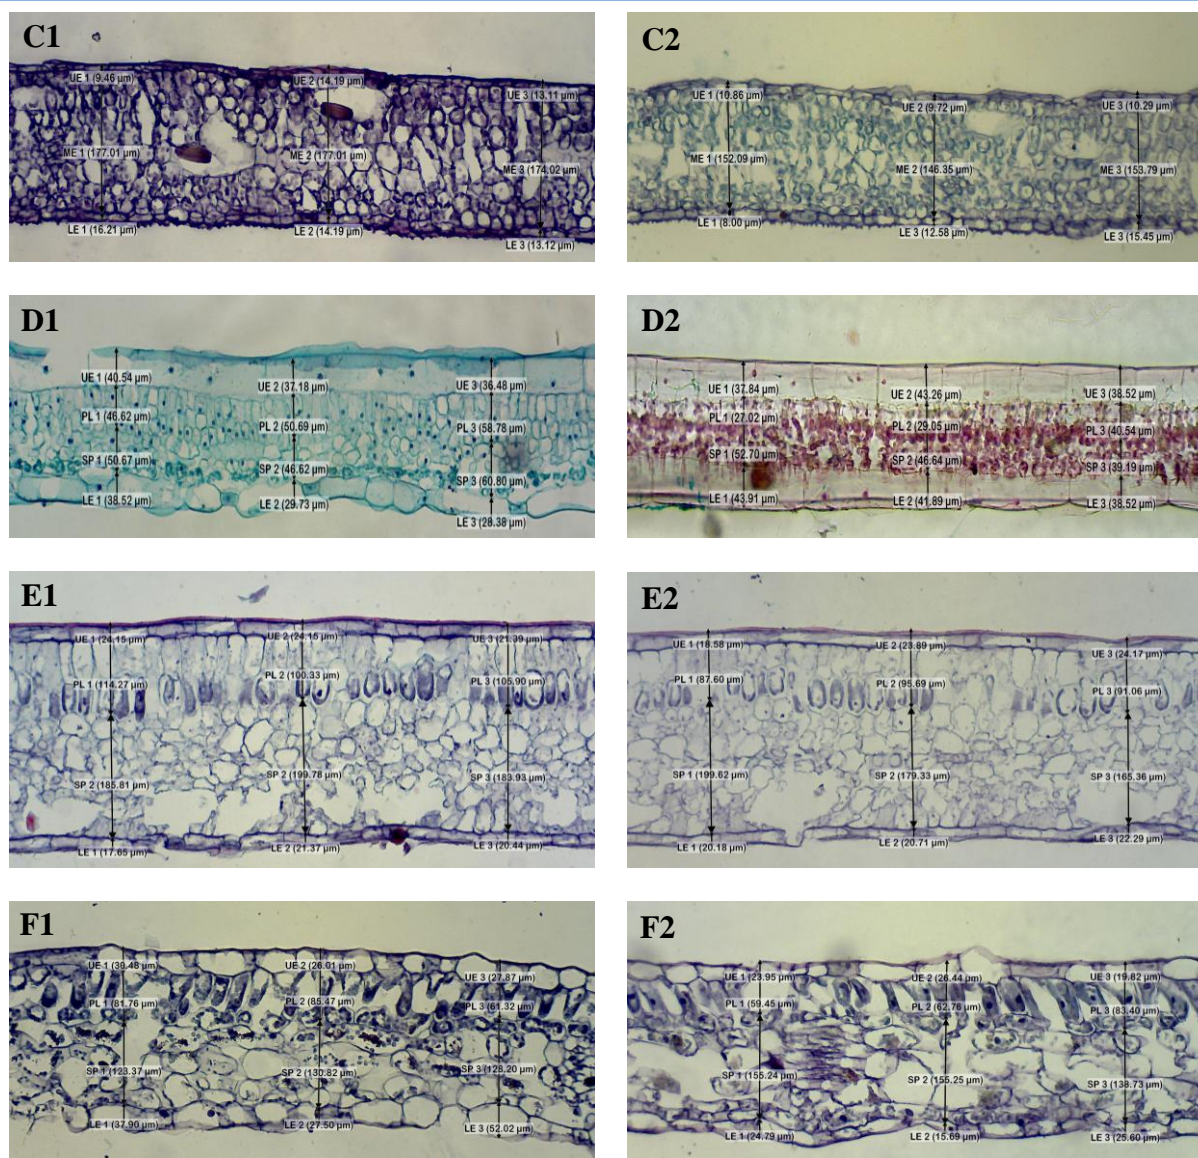 C1
UE 1 (9.46 µm)
UE 2 (14.19 µm)
UE 3 (13.11 µm)
ME 1 (177.01 µm)
ME 2 (177.01 µm)
ME 3 (174.02 µm)
LE 1 (16.21 µm)
LE 2 (14.19 µm)
LE 3 (13.12 µm)
C2
UE 1 (10.86 µm)
UE 2 (9.72 µm)
UE 3 (10.29 µm)
ME 1 (152.09 µm)
ME 2 (146.35 µm)
ME 3 (153.79 µm)
LE 1 (8.00 µm)
LE 3 (12.58 µm)
LE 3 (15.45 µm)
D1
UE 1 (40.54 µm)
UE 2 (37.18 µm)
UE 3 (36.48 µm)
PL 1 (46.62 µm)
PL 2 (50.69 µm)
PL 3 (58.78 µm)
SP 1 (50.67 µm)
SP 2 (46.62 µm)
SP 3 (60.80 µm)
LE 1 (38.52 µm)
LE 2 (29.73 µm)
LE 3 (28.38 µm)
D2
UE 1 (37.84 µm)
UE 2 (43.26 µm)
UE 3 (38.52 µm)
PL 1 (27.02 µm)
PL 2 (29.05 µm)
PL 3 (40.54 µm)
SP 1 (52.70 µm)
SP 2 (46.64 µm)
SP 3 (39.19 µm)
LE 1 (43.91 µm)
LE 2 (41.89 µm)
LE 3 (38.52 µm)
E1
UE 1 (24.15 µm)
UE 2 (24.15 µm)
UE 3 (21.39 µm)
PL 1 (114.27 µm)
PL 2 (100.33 µm)
PL 3 (105.90 µm)
SP 2 (185.81 µm)
SP 2 (199.78 µm)
SP 3 (183.93 µm)
LE 1 (17.65 µm)
LE 2 (21.37 µm)
LE 3 (20.44 µm)
E2
UE 1 (18.58 µm)
UE 2 (23.89 µm)
UE 3 (24.17 µm)
PL 1 (87.60 µm)
PL 2 (95.69 µm)
PL 3 (91.06 µm)
SP 1 (199.62 µm)
SP 2 (179.33 µm)
SP 3 (165.36 µm)
LE 1 (20.18 µm)
LE 2 (20.71 µm)
LE 3 (22.29 µm)
F1
UE 1 (39.48 µm)
UE 2 (26.01 µm)
UE 3 (27.87 µm)
PL 1 (81.76 µm)
PL 2 (85.47 µm)
PL 3 (61.32 µm)
SP 1 (123.37 µm)
SP 2 (130.82 µm)
SP 3 (128.20 µm)
LE 1 (37.90 µm)
LE 2 (27.50 µm)
LE 3 (52.02 µm)
F2
UE 1 (23.95 µm)
UE 2 (26.44 µm)
UE 3 (19.82 µm)
PL 1 (59.45 µm)
PL 2 (62.76 µm)
PL 3 (83.40 µm)
SP 1 (155.24 µm)
SP 2 (155.25 µm)
SP 3 (138.73 µm)
LE 1 (24.79 µm)
LE 2 (15.69 µm)
LE 3 (25.60 µm)